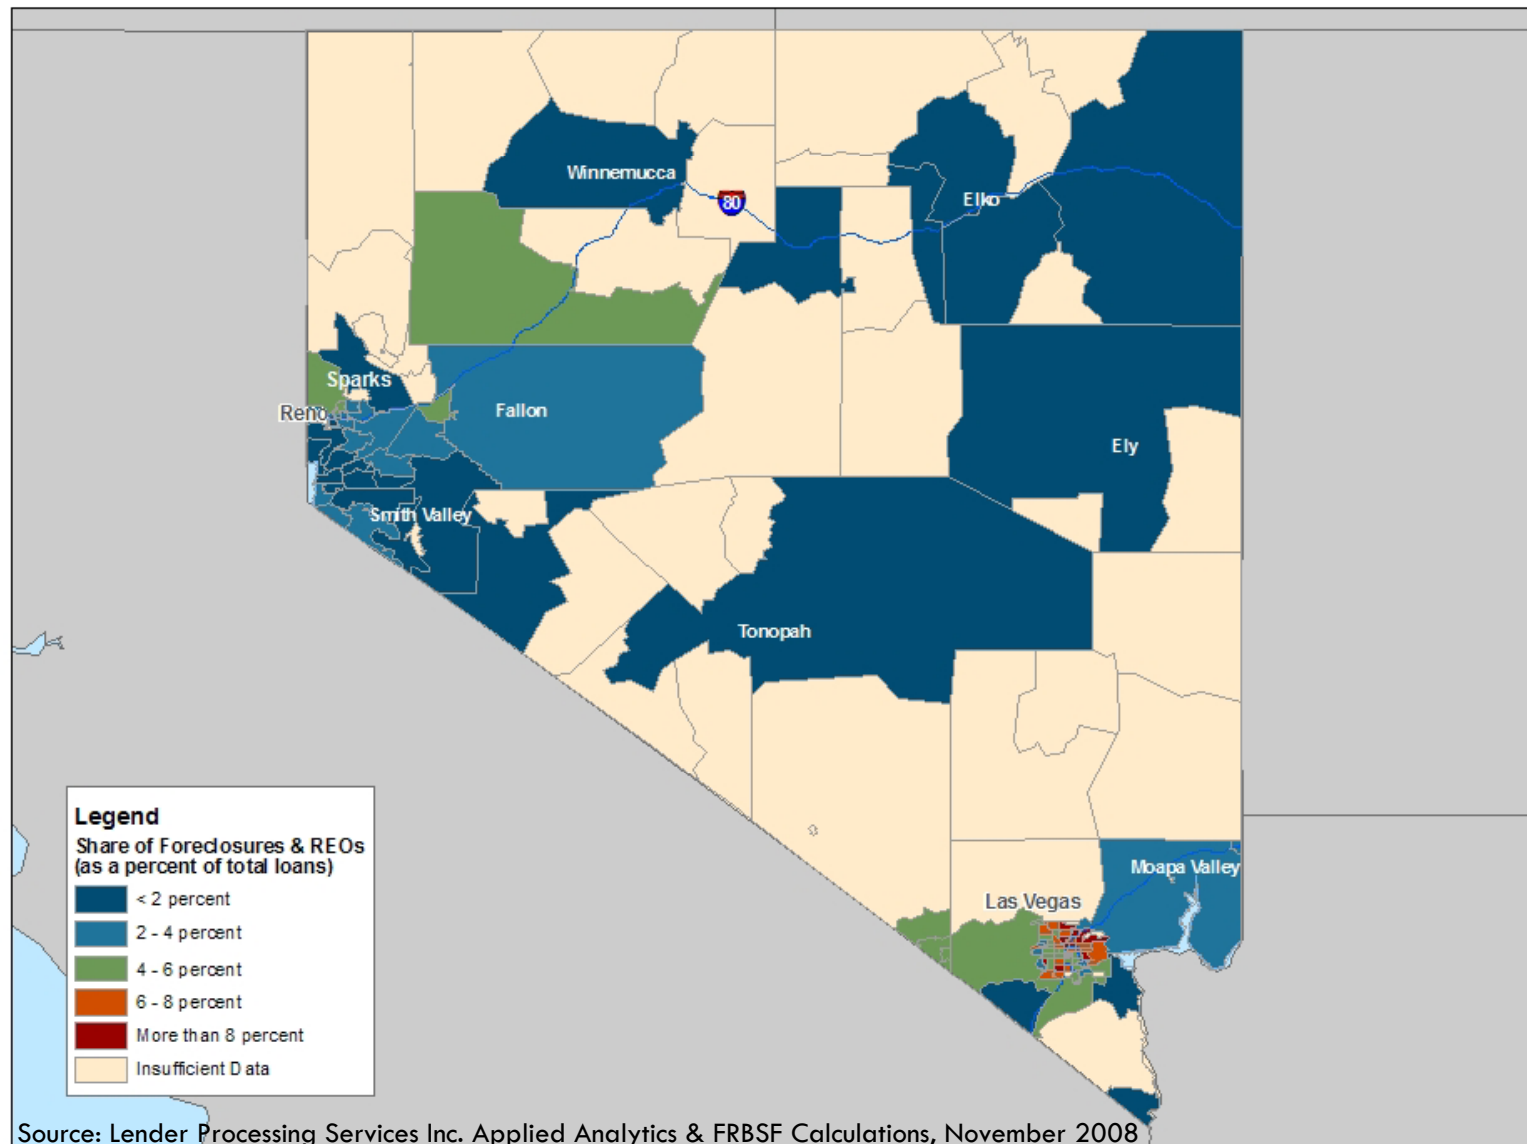 Winnemucca
80
Elko
Sparks
Reno
Fallon
Ely
Smith Valley
Tonopah
Moapa Valley
Las Vegas
Legend
Share of Foreclosures & REOs
(as a percent of total loans)
< 2 percent
2 - 4 percent
4 - 6 percent
6 - 8 percent
More than 8 percent
Insufficient Data
Source: Lender Processing Services Inc. Applied Analytics & FRBSF Calculations, November 2008